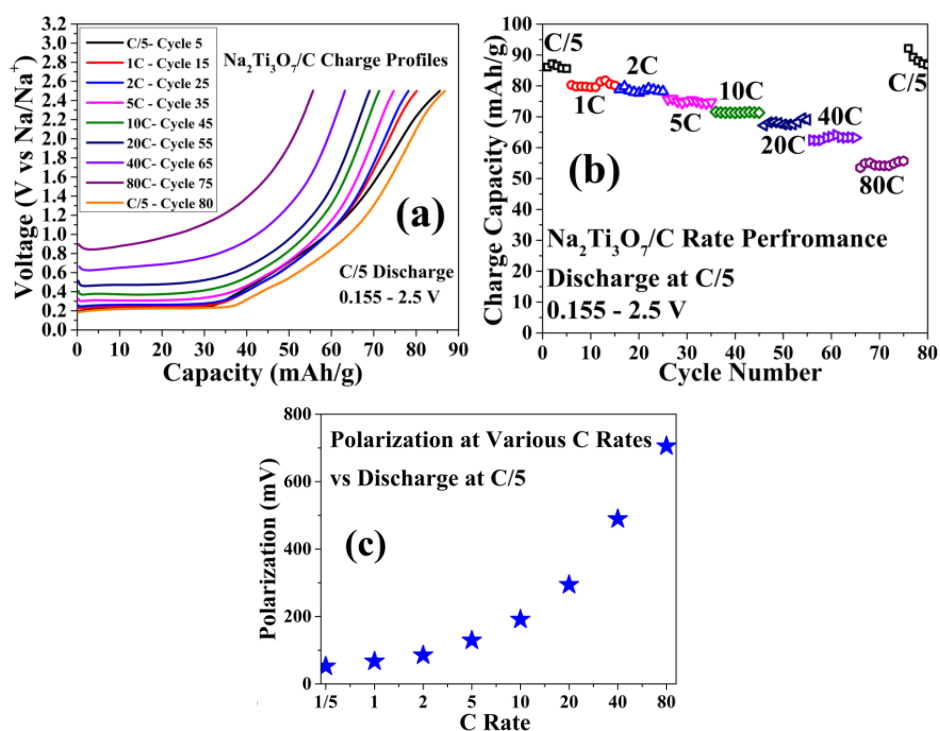 3.2
3.0
2.8
2.6
2.4
2.2
2.0
1.8
1.6
1.4
1.2
1.0
0.8
0.6
0.4
0.2
0.0
Voltage (V vs Na/Na⁺)
C/5- Cycle 5
1C - Cycle 15
2C - Cycle 25
5C - Cycle 35
10C- Cycle 45
20C- Cycle 55
40C- Cycle 65
80C- Cycle 75
C/5 - Cycle 80
Na₂Ti₃O₇/C Charge Profiles
(a)
C/5 Discharge
0.155 - 2.5 V
0 10 20 30 40 50 60 70 80 90
Capacity (mAh/g)
100
90
80
70
60
50
40
30
20
10
0
Charge Capacity (mAh/g)
C/5
1C
2C
5C
10C
20C
40C
80C
C/5
(b)
Na₂Ti₃O₇/C Rate Perfromance
Discharge at C/5
0.155 - 2.5 V
0 10 20 30 40 50 60 70 80
Cycle Number
800
600
400
200
0
Polarization (mV)
Polarization at Various C Rates
vs Discharge at C/5
(c)
1/5 1 2 5 10 20 40 80
C Rate